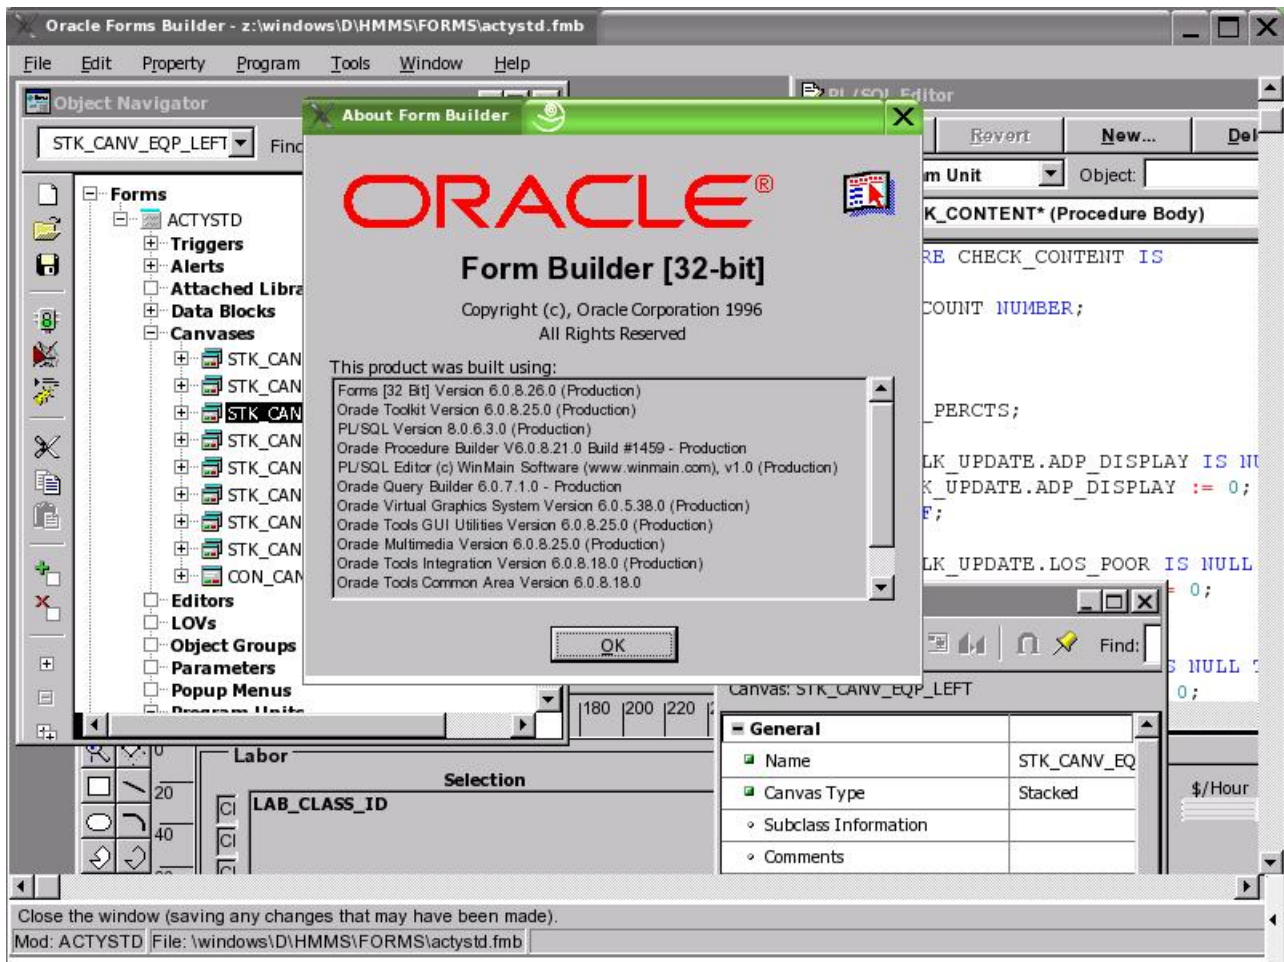 Oracle Forms Builder - z:\windows\D\HMMS\FORMS\actystd.fmb
File Edit Property Program Tools Window Help
Object Navigator
STK_CANV_EQP_LEFT
Forms
ACTYSTD
Triggers
Alerts
Attached Libra
Data Blocks
Canvases
STK_CAN
STK_CAN
STK_CAN
STK_CAN
STK_CAN
STK_CAN
STK_CAN
STK_CAN
CON_CAN
Editors
LOVs
Object Groups
Parameters
Popup Menus
Program Units
About Form Builder
ORACLE®
Form Builder [32-bit]
Copyright (c), Oracle Corporation 1996
All Rights Reserved
This product was built using:
Forms [32 Bit] Version 6.0.8.26.0 (Production)
Oracle Toolkit Version 6.0.8.25.0 (Production)
PL/SQL Version 8.0.6.3.0 (Production)
Oracle Procedure Builder V6.0.8.21.0 Build #1459 - Production
PL/SQL Editor (c) WinMain Software (www.winmain.com), v1.0 (Production)
Oracle Query Builder 6.0.7.1.0 - Production
Oracle Virtual Graphics System Version 6.0.5.38.0 (Production)
Oracle Tools GUI Utilities Version 6.0.8.25.0 (Production)
Oracle Multimedia Version 6.0.8.25.0 (Production)
Oracle Tools Integration Version 6.0.8.18.0 (Production)
Oracle Tools Common Area Version 6.0.8.18.0
OK
PL/SQL Editor
Revert New... Del
m Unit Object:
K_CONTENT* (Procedure Body)
RE CHECK_CONTENT IS
COUNT NUMBER;
_PERCTS;
LK_UPDATE.ADP_DISPLAY IS NU
K_UPDATE.ADP_DISPLAY := 0;
F;
LK_UPDATE.LOS_POOR IS NULL
= 0;
S NULL T
0;
Find:
Canvas: STK_CANV_EQP_LEFT
General
Name STK_CANV_EQ
Canvas Type Stacked
Subclass Information
Comments
180 200 220
0
20
40
Labor
Selection
LAB_CLASS_ID
Cl
Cl
Cl
$/Hour
Close the window (saving any changes that may have been made).
Mod: ACTYSTD File: \windows\D\HMMS\FORMS\actystd.fmb